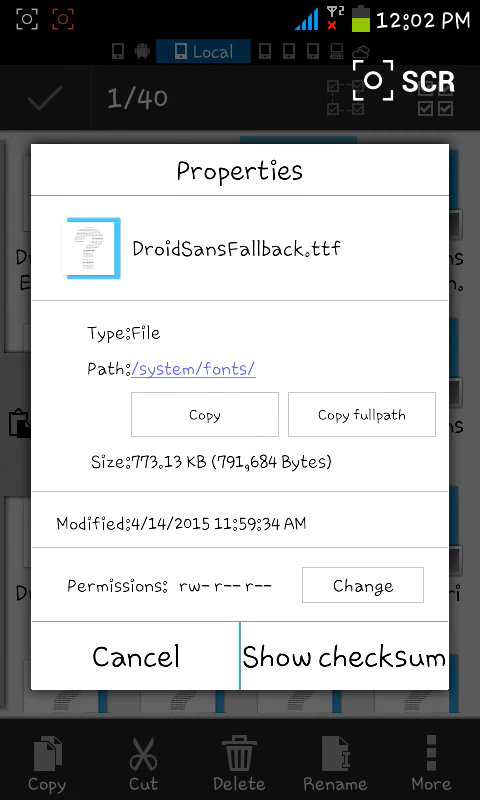 2
12:02 PM
Local
1/40
SCR
Properties
DroidSansFallback.ttf
Type:File
Path:/system/fonts/
Copy
Copy fullpath
Size:773.13 KB (791,684 Bytes)
Modified:4/14/2015 11:59:34 AM
Permissions: rw- r-- r--
Change
Cancel
Show checksum
Copy
Cut
Delete
Rename
More